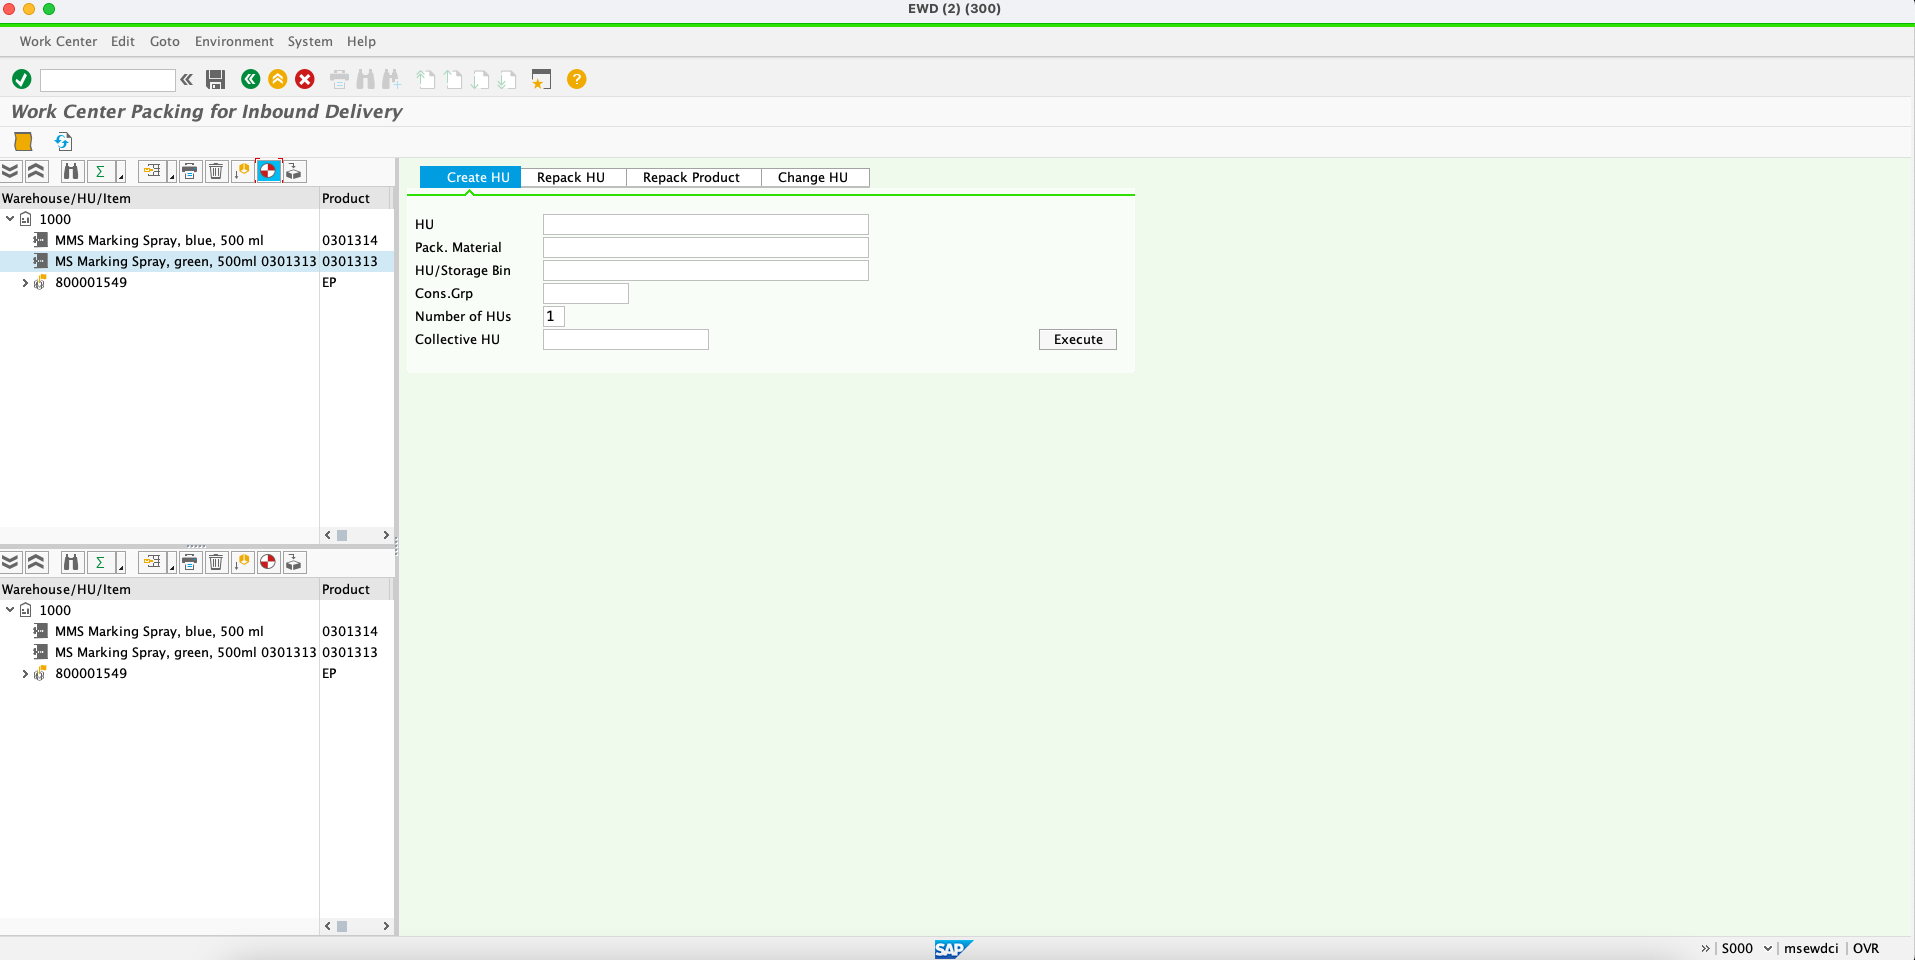 EWD (2) (300)
Work Center Edit Goto Environment System Help
Work Center Packing for Inbound Delivery
Warehouse/HU/Item Product
1000
MMS Marking Spray, blue, 500 ml 0301314
MS Marking Spray, green, 500ml 0301313 0301313
800001549 EP
Create HU Repack HU Repack Product Change HU
HU
Pack. Material
HU/Storage Bin
Cons.Grp
Number of HUs 1
Collective HU Execute
Warehouse/HU/Item Product
1000
MMS Marking Spray, blue, 500 ml 0301314
MS Marking Spray, green, 500ml 0301313 0301313
800001549 EP
SAP S000 msewdci OVR